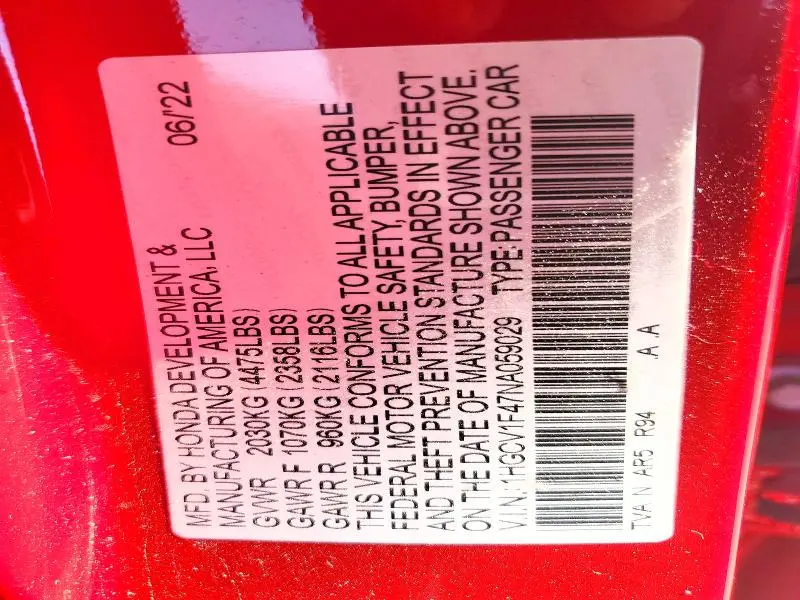 MFD. BY HONDA DEVELOPMENT &
MANUFACTURING OF AMERICA, LLC 06/'22
GVWR 2030KG (4475LBS)
GAWR F 1070KG (2358LBS)
GAWR R 960KG (2116LBS)
THIS VEHICLE CONFORMS TO ALL APPLICABLE
FEDERAL MOTOR VEHICLE SAFETY, BUMPER,
AND THEFT PREVENTION STANDARDS IN EFFECT
ON THE DATE OF MANUFACTURE SHOWN ABOVE.
V.I.N.: 1HGCV1F47NA059029 TYPE: PASSENGER CAR
TVA N AR5 R94 A.A